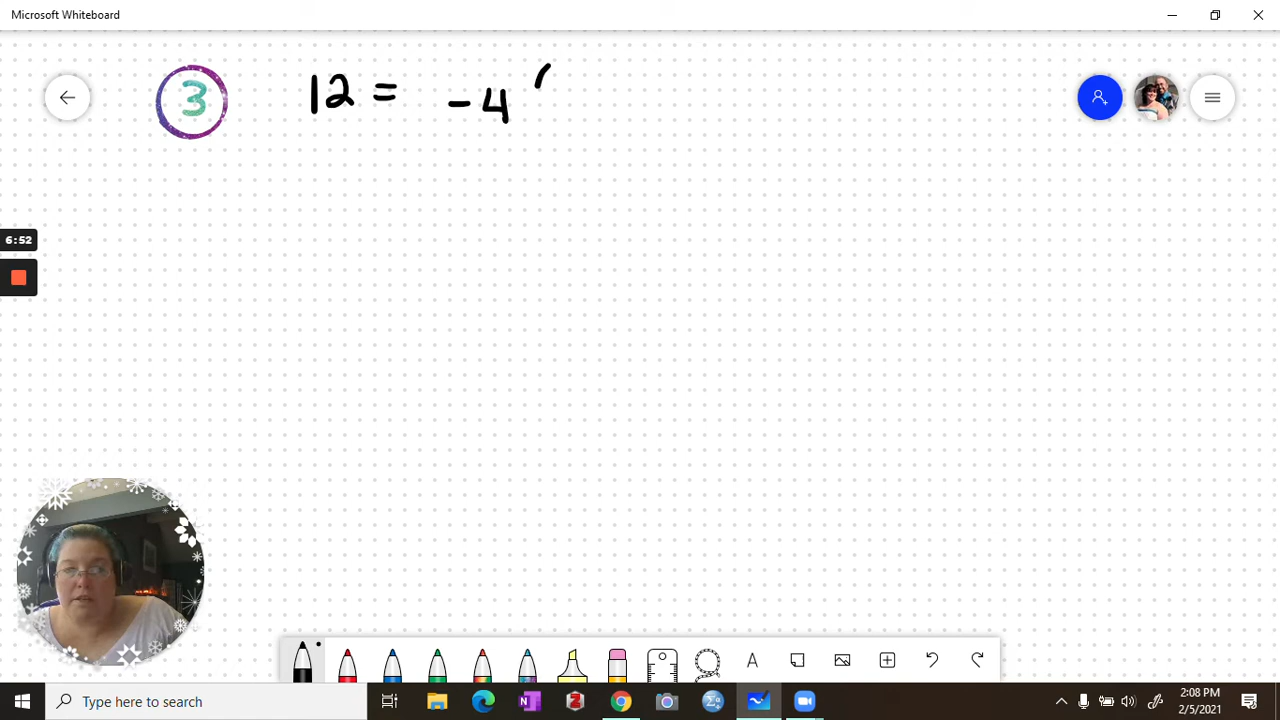 Microsoft Whiteboard
3 12 = -4 (
6:52
A
Type here to search
2:08 PM
2/5/2021